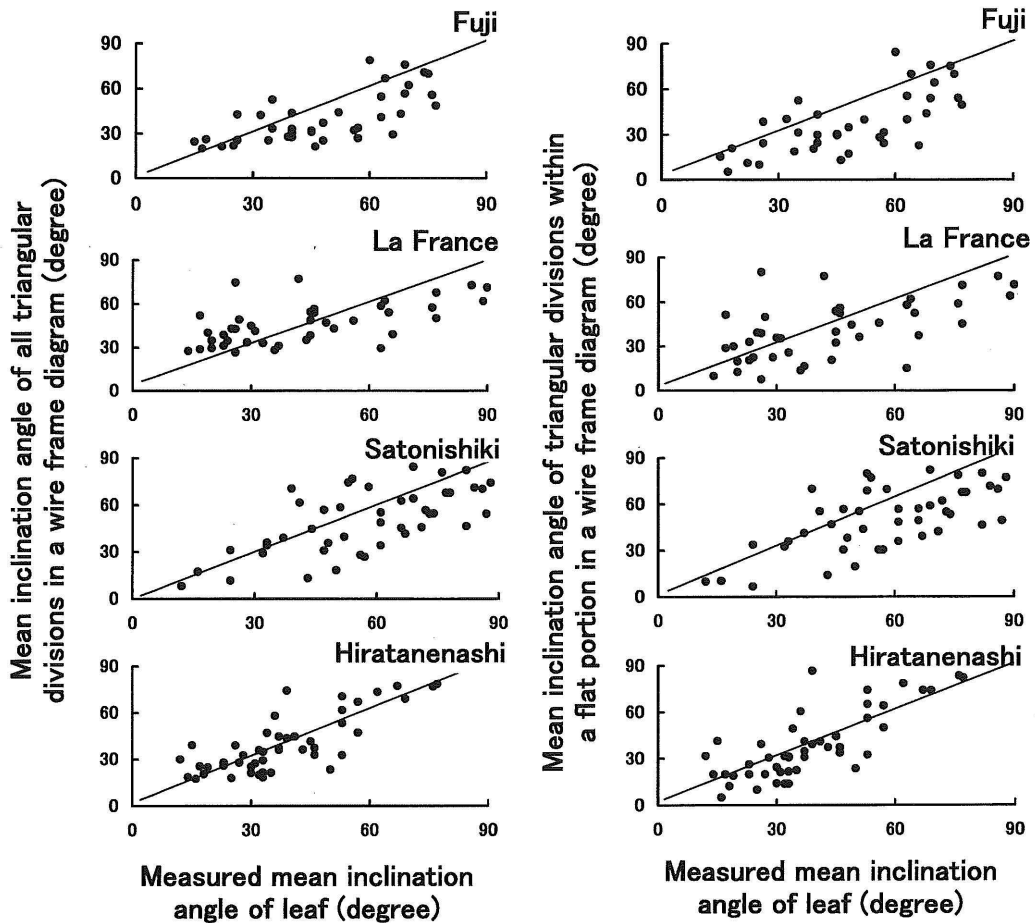 Fuji
90
60
30
0
0 30 60 90
La France
90
60
30
0
0 30 60 90
Satonishiki
90
60
30
0
0 30 60 90
Hiratanenashi
90
60
30
0
0 30 60 90
Mean inclination angle of all triangular
divisions in a wire frame diagram (degree)
Measured mean inclination
angle of leaf (degree)
Fuji
90
60
30
0
0 30 60 90
La France
90
60
30
0
0 30 60 90
Satonishiki
90
60
30
0
0 30 60 90
Hiratanenashi
90
60
30
0
0 30 60 90
Mean inclination angle of triangular divisions within
a flat portion in a wire frame diagram (degree)
Measured mean inclination
angle of leaf (degree)